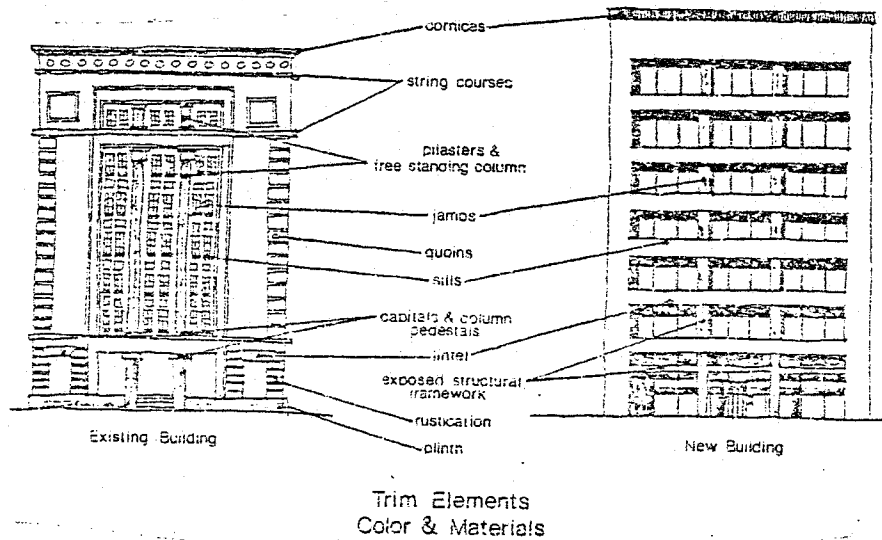 cornices
string courses
pilasters &
free standing column
jambs
quoins
sills
capitals & column
pedestals
lintel
exposed structural
framework
rustication
plinth
Existing Building
New Building
Trim Elements
Color & Materials